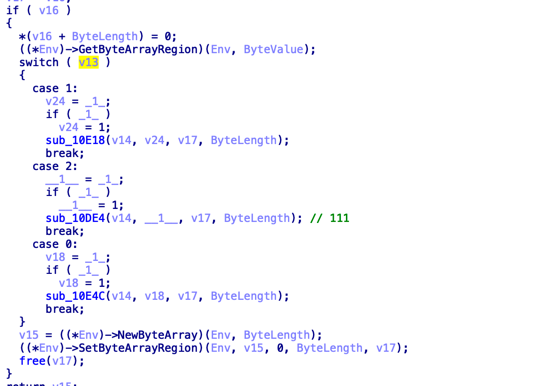 if ( v16 )
{
*(v16 + ByteLength) = 0;
((*Env)->GetByteArrayRegion)(Env, ByteValue);
switch ( v13 )
{
case 1:
v24 = _1_;
if ( _1_ )
v24 = 1;
sub_10E18(v14, v24, v17, ByteLength);
break;
case 2:
__1__ = _1_;
if ( _1_ )
__1__ = 1;
sub_10DE4(v14, __1__, v17, ByteLength); // 111
break;
case 0:
v18 = _1_;
if ( _1_ )
v18 = 1;
sub_10E4C(v14, v18, v17, ByteLength);
break;
}
v15 = ((*Env)->NewByteArray)(Env, ByteLength);
((*Env)->SetByteArrayRegion)(Env, v15, 0, ByteLength, v17);
free(v17);
}
return v15;